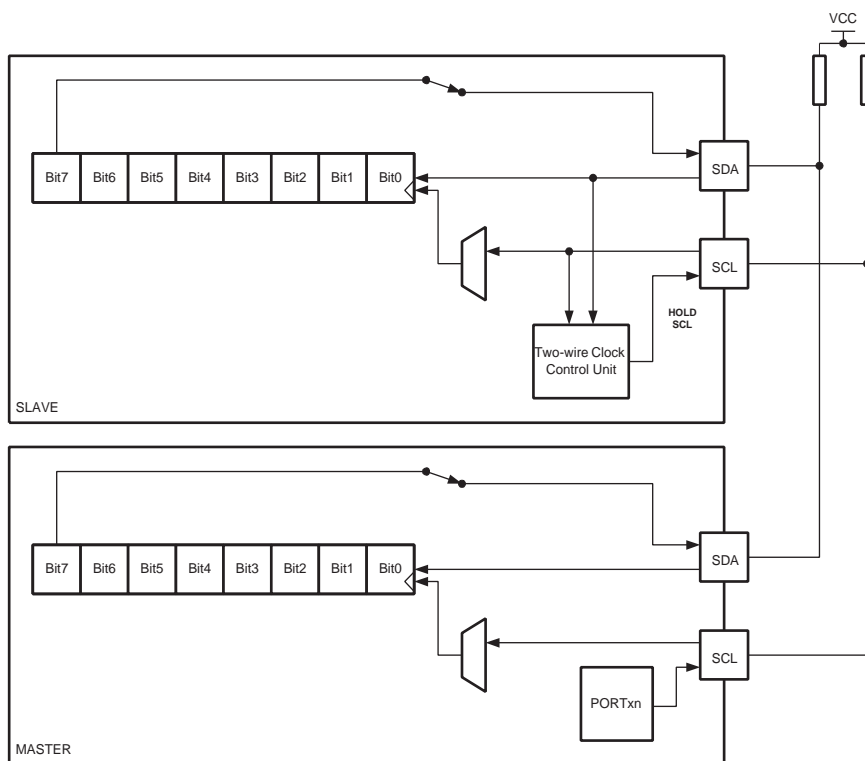 VCC
Bit7 Bit6 Bit5 Bit4 Bit3 Bit2 Bit1 Bit0
SDA
SCL
HOLD
SCL
Two-wire Clock
Control Unit
SLAVE
Bit7 Bit6 Bit5 Bit4 Bit3 Bit2 Bit1 Bit0
SDA
SCL
PORTxn
MASTER